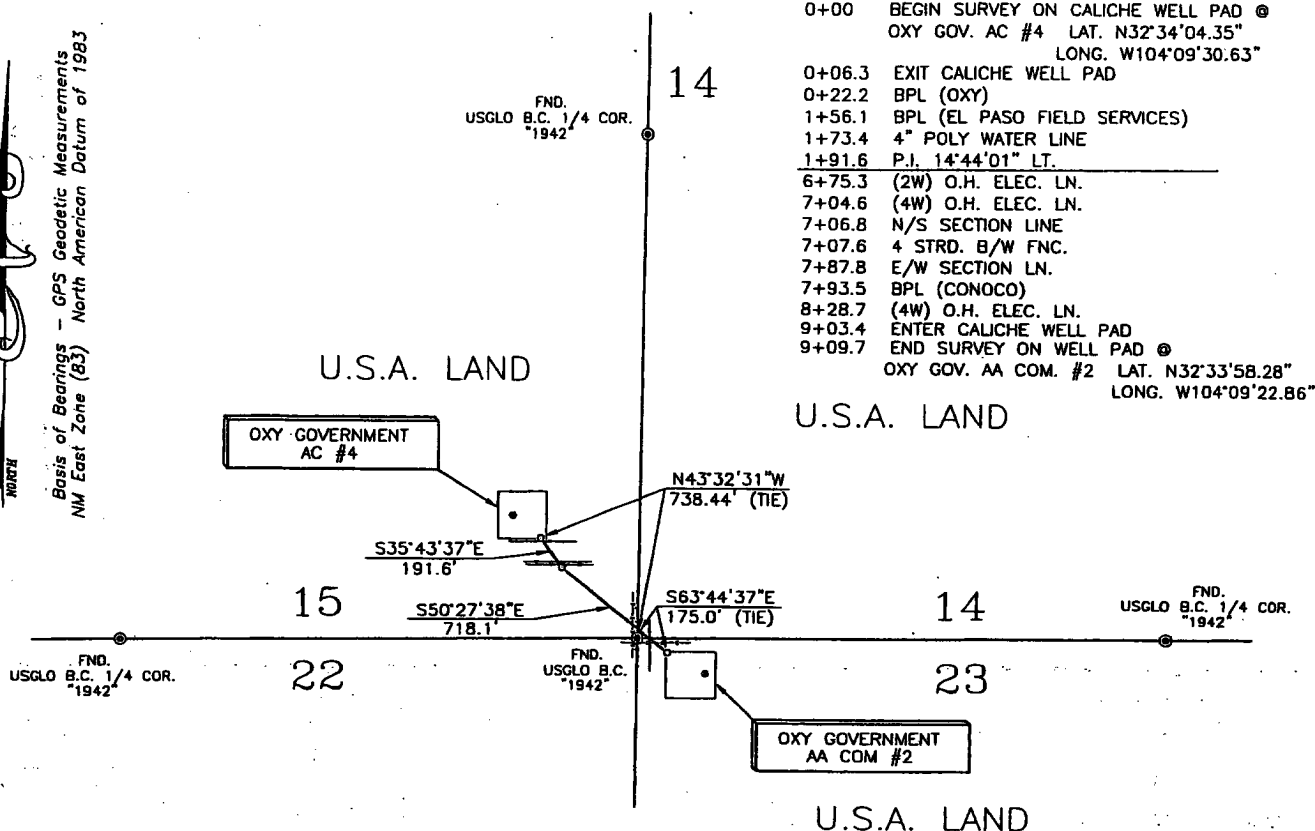 0+00 BEGIN SURVEY ON CALICHE WELL PAD @
OXY GOV. AC #4 LAT. N32°34'04.35"
LONG. W104°09'30.63"
0+06.3 EXIT CALICHE WELL PAD
0+22.2 BPL (OXY)
1+56.1 BPL (EL PASO FIELD SERVICES)
1+73.4 4" POLY WATER LINE
1+91.6 P.I. 14°44'01" LT.
6+75.3 (2W) O.H. ELEC. LN.
7+04.6 (4W) O.H. ELEC. LN.
7+06.8 N/S SECTION LINE
7+07.6 4 STRD. B/W FNC.
7+87.8 E/W SECTION LN.
7+93.5 BPL (CONOCO)
8+28.7 (4W) O.H. ELEC. LN.
9+03.4 ENTER CALICHE WELL PAD
9+09.7 END SURVEY ON WELL PAD @
OXY GOV. AA COM. #2 LAT. N32°33'58.28"
LONG. W104°09'22.86"
14
FND.
USGLO B.C. 1/4 COR.
"1942"
NORTH
Basis of Bearings - GPS Geodetic Measurements
NM East Zone (83) North American Datum of 1983
U.S.A. LAND
U.S.A. LAND
OXY GOVERNMENT
AC #4
N43°32'31"W
738.44' (TIE)
S35°43'37"E
191.6'
15
S50°27'38"E
718.1'
S63°44'37"E
175.0' (TIE)
14
FND.
USGLO B.C. 1/4 COR.
"1942"
FND.
USGLO B.C. 1/4 COR.
"1942"
22
FND.
USGLO B.C.
"1942"
23
OXY GOVERNMENT
AA COM #2
U.S.A. LAND